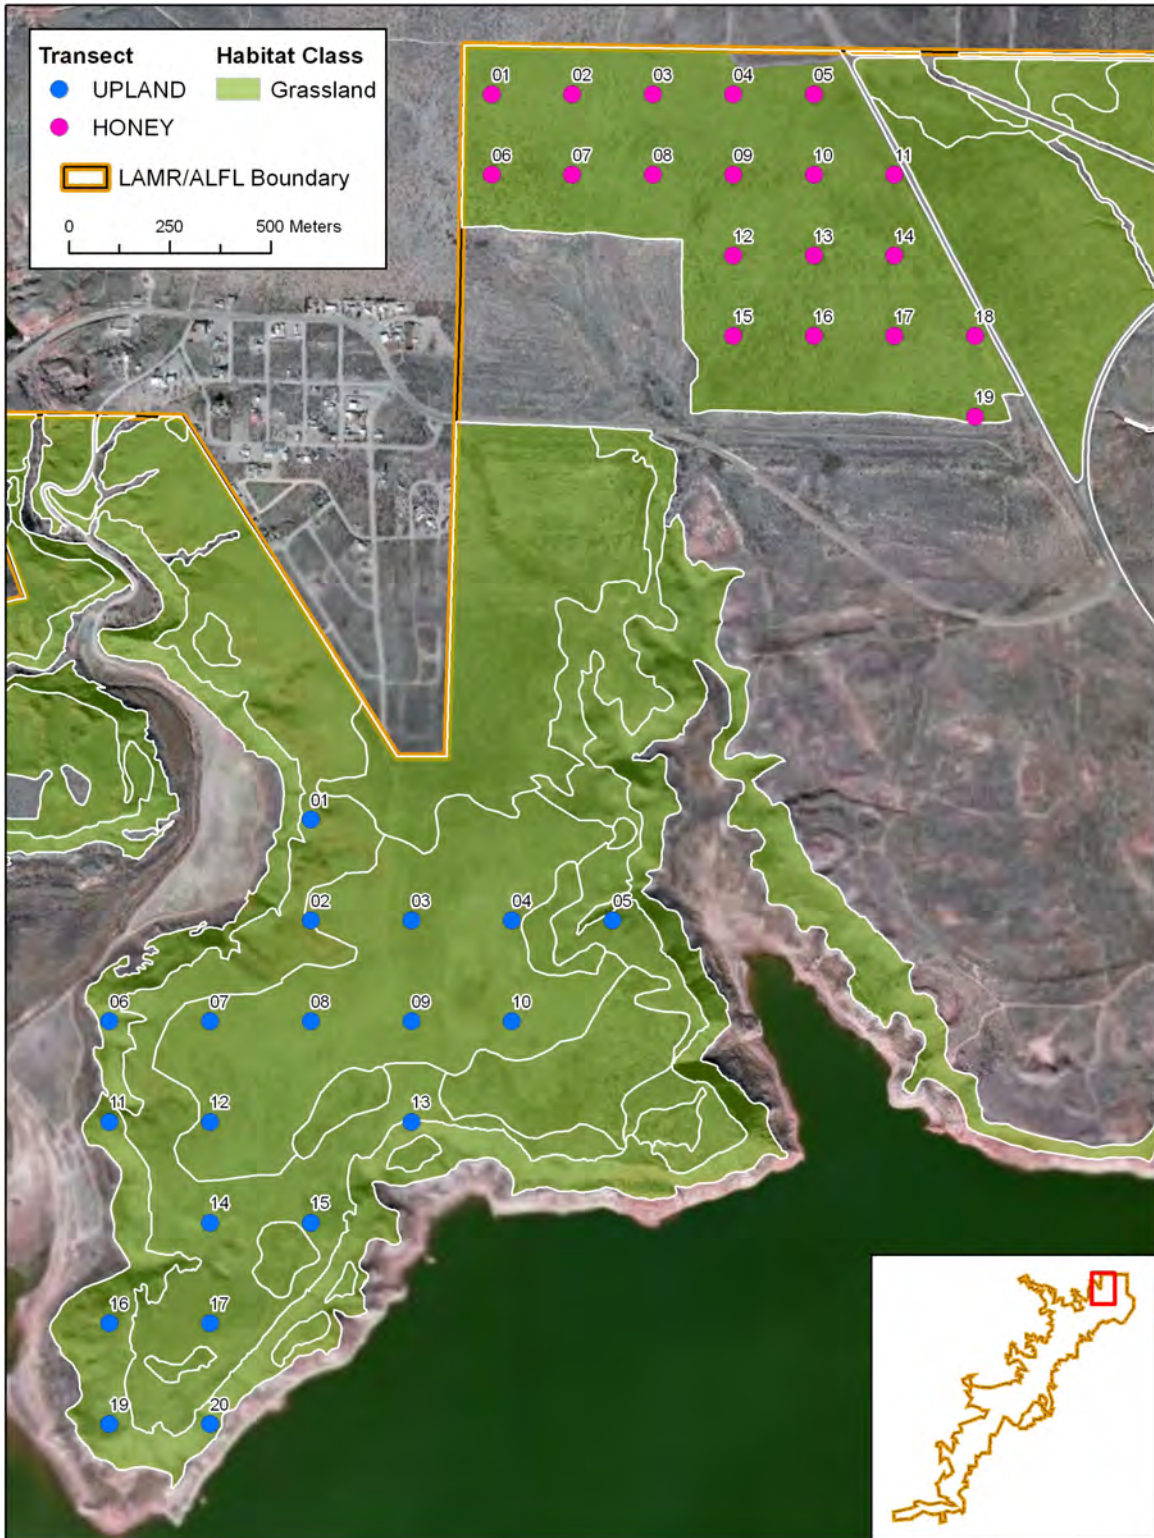 Transect Habitat Class
UPLAND Grassland
HONEY
LAMR/ALFL Boundary
0 250 500 Meters
01 02 03 04 05
06 07 08 09 10 11
12 13 14
15 16 17 18
19
01
02 03 04 05
06 07 08 09 10
11 12 13
14 15
16 17
19 20